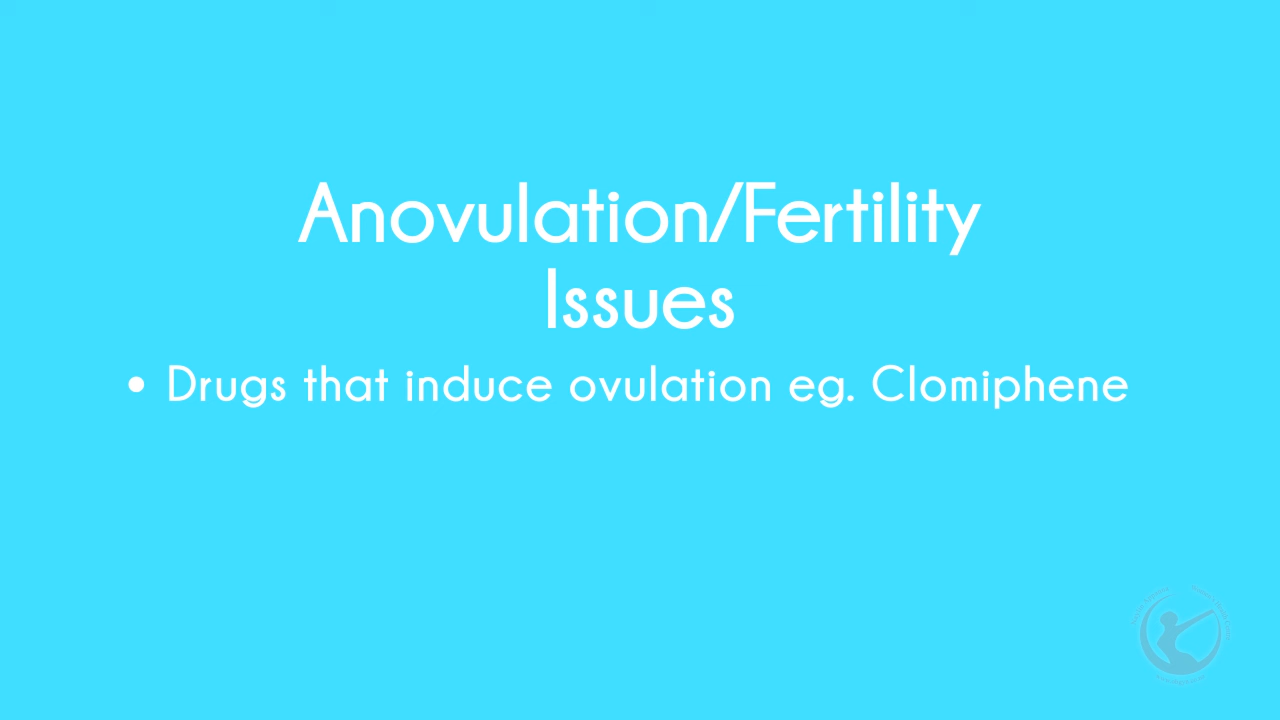 Anovulation/Fertility
Issues
• Drugs that induce ovulation eg. Clomiphene